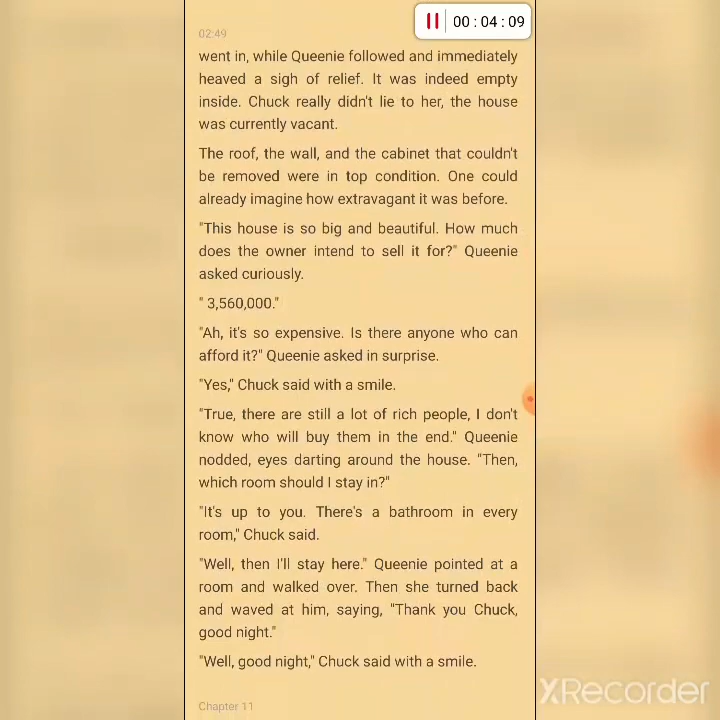 00 : 04 : 09
02:49
went in, while Queenie followed and immediately
heaved a sigh of relief. It was indeed empty
inside. Chuck really didn't lie to her, the house
was currently vacant.
The roof, the wall, and the cabinet that couldn't
be removed were in top condition. One could
already imagine how extravagant it was before.
"This house is so big and beautiful. How much
does the owner intend to sell it for?" Queenie
asked curiously.
" 3,560,000."
"Ah, it's so expensive. Is there anyone who can
afford it?" Queenie asked in surprise.
"Yes," Chuck said with a smile.
"True, there are still a lot of rich people, I don't
know who will buy them in the end." Queenie
nodded, eyes darting around the house. "Then,
which room should I stay in?"
"It's up to you. There's a bathroom in every
room," Chuck said.
"Well, then I'll stay here." Queenie pointed at a
room and walked over. Then she turned back
and waved at him, saying, "Thank you Chuck,
good night."
"Well, good night," Chuck said with a smile.
Chapter 11
XRecorder